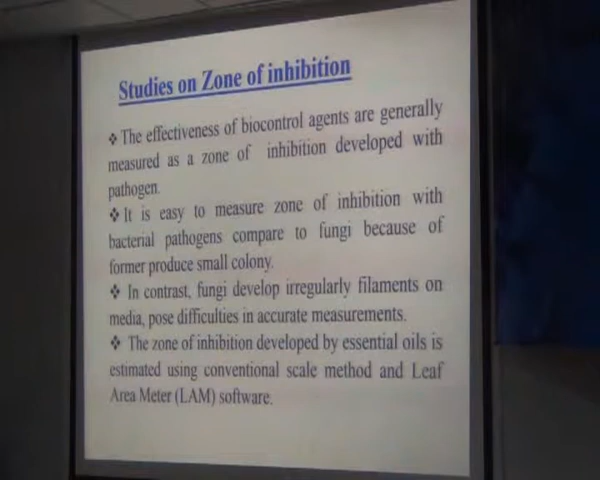 Studies on Zone of inhibition
❖ The effectiveness of biocontrol agents are generally
measured as a zone of inhibition developed with
pathogen.
❖ It is easy to measure zone of inhibition with
bacterial pathogens compare to fungi because of
former produce small colony.
❖ In contrast, fungi develop irregularly filaments on
media, pose difficulties in accurate measurements.
❖ The zone of inhibition developed by essential oils is
estimated using conventional scale method and Leaf
Area Meter (LAM) software.